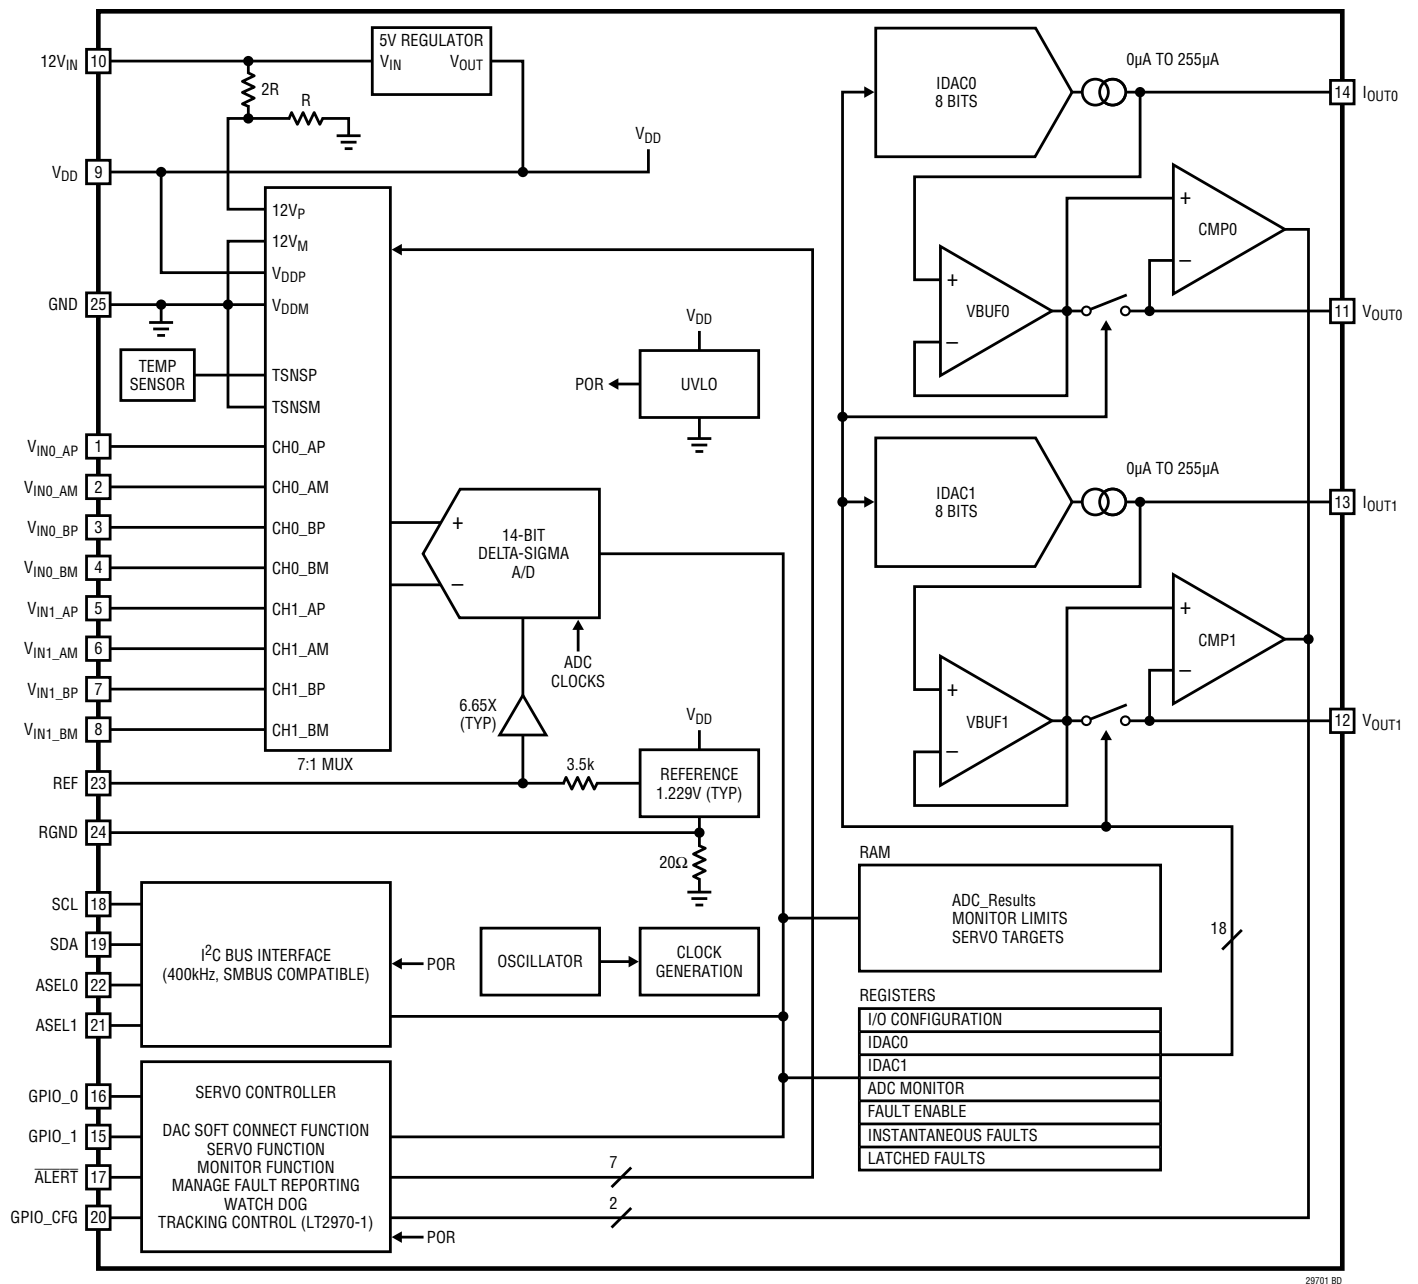 12VIN
10
5V REGULATOR
VIN
VOUT
2R
R
VDD
9
VDD
12VP
12VM
VDDP
GND
25
VDDM
TEMP
SENSOR
TSNSP
TSNSM
VIN0_AP
1
CH0_AP
VIN0_AM
2
CH0_AM
VIN0_BP
3
CH0_BP
VIN0_BM
4
CH0_BM
VIN1_AP
5
CH1_AP
VIN1_AM
6
CH1_AM
VIN1_BP
7
CH1_BP
VIN1_BM
8
CH1_BM
7:1 MUX
VDD
POR
UVLO
+
–
14-BIT
DELTA-SIGMA
A/D
ADC
CLOCKS
6.65X
(TYP)
VDD
REF
23
3.5k
REFERENCE
1.229V (TYP)
RGND
24
20Ω
SCL
18
SDA
19
ASEL0
22
ASEL1
21
I2C BUS INTERFACE
(400kHz, SMBUS COMPATIBLE)
POR
OSCILLATOR
CLOCK
GENERATION
GPIO_0
16
GPIO_1
15
ALERT
17
GPIO_CFG
20
SERVO CONTROLLER
DAC SOFT CONNECT FUNCTION
SERVO FUNCTION
MONITOR FUNCTION
MANAGE FAULT REPORTING
WATCH DOG
TRACKING CONTROL (LT2970-1)
7
2
POR
IDAC0
8 BITS
0µA TO 255µA
14
IOUT0
+
–
CMP0
+
–
VBUF0
11
VOUT0
IDAC1
8 BITS
0µA TO 255µA
13
IOUT1
+
–
CMP1
+
–
VBUF1
12
VOUT1
RAM
ADC_Results
MONITOR LIMITS
SERVO TARGETS
18
REGISTERS
I/O CONFIGURATION
IDAC0
IDAC1
ADC MONITOR
FAULT ENABLE
INSTANTANEOUS FAULTS
LATCHED FAULTS
29701 BD